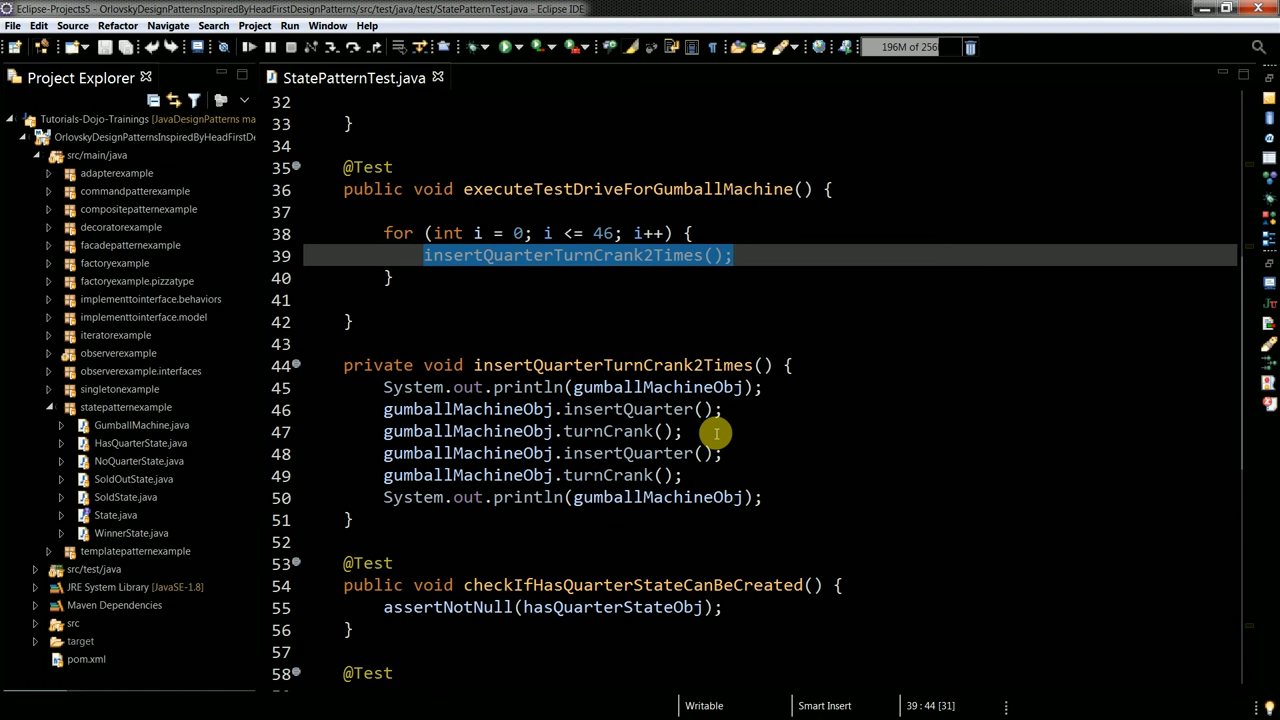 Eclipse-Projects5 - OrlovskyDesignPatterns/src/test/java/test/StatePatternTest.java - Eclipse IDE
File Edit Source Refactor Navigate Search Project Run Window Help
196M of 256
Project Explorer
StatePatternTest.java
Tutorials-Dojo-Trainings [JavaDesignPatterns ma
OrlovskyDesignPatternsInspiredByHeadFirstDe
src/main/java
adapterexample
commandpatterexample
compositepatternexample
decoratorexample
facadepatternexample
factoryexample
factoryexample.pizzatype
implementtointerface.behaviors
implementtointerface.model
iteratorexample
observerexample
observerexample.interfaces
singletonexample
statepatternexample
GumballMachine.java
HasQuarterState.java
NoQuarterState.java
SoldOutState.java
SoldState.java
State.java
WinnerState.java
templatepatternexample
src/test/java
JRE System Library [JavaSE-1.8]
Maven Dependencies
src
target
pom.xml
32
33 }
34
35 @Test
36 public void executeTestDriveForGumballMachine() {
37
38 for (int i = 0; i <= 46; i++) {
39 insertQuarterTurnCrank2Times();
40 }
41
42 }
43
44 private void insertQuarterTurnCrank2Times() {
45 System.out.println(gumballMachineObj);
46 gumballMachineObj.insertQuarter();
47 gumballMachineObj.turnCrank();
48 gumballMachineObj.insertQuarter();
49 gumballMachineObj.turnCrank();
50 System.out.println(gumballMachineObj);
51 }
52
53 @Test
54 public void checkIfHasQuarterStateCanBeCreated() {
55 assertNotNull(hasQuarterStateObj);
56 }
57
58 @Test
Writable Smart Insert 39 : 44 [31]